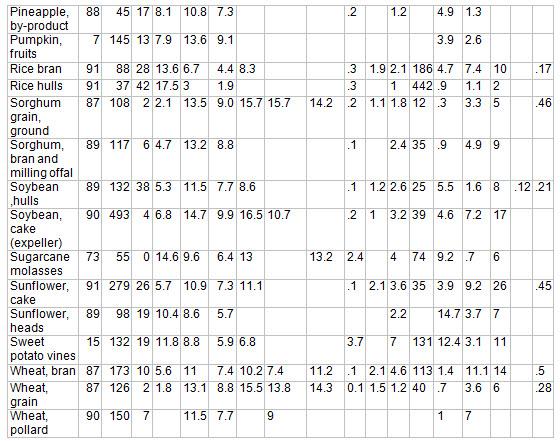 Pineapple, by-product 88 45 17 8.1 10.8 7.3 .2 1.2 4.9 1.3
Pumpkin, fruits 7 145 13 7.9 13.6 9.1 3.9 2.6
Rice bran 91 88 28 13.6 6.7 4.4 8.3 .3 1.9 2.1 186 4.7 7.4 10 .17
Rice hulls 91 37 42 17.5 3 1.9 .3 1 442 .9 1.1 2
Sorghum grain, ground 87 108 2 2.1 13.5 9.0 15.7 15.7 14.2 .2 1.1 1.8 12 .3 3.3 5 .46
Sorghum, bran and milling offal 89 117 6 4.7 13.2 8.8 .1 2.4 35 .9 4.9 9
Soybean ,hulls 89 132 38 5.3 11.5 7.7 8.6 .1 1.2 2.6 25 5.5 1.6 8 .12 .21
Soybean, cake (expeller) 90 493 4 6.8 14.7 9.9 16.5 10.7 .2 1 3.2 39 4.6 7.2 17
Sugarcane molasses 73 55 0 14.6 9.6 6.4 13 13.2 2.4 4 74 9.2 .7 6
Sunflower, cake 91 279 26 5.7 10.9 7.3 11.1 .1 2.1 3.6 35 3.9 9.2 26 .45
Sunflower, heads 89 98 19 10.4 8.6 5.7 2.2 14.7 3.7 7
Sweet potato vines 15 132 19 11.8 8.8 5.9 6.8 3.7 7 131 12.4 3.1 11
Wheat, bran 87 173 10 5.6 11 7.4 10.2 7.4 11.2 .1 2.1 4.6 113 1.4 11.1 14 .5
Wheat, grain 87 126 2 1.8 13.1 8.8 15.5 13.8 14.3 0.1 1.5 1.2 40 .7 3.6 6 .28
Wheat, pollard 90 150 7 11.5 7.7 9 1 7